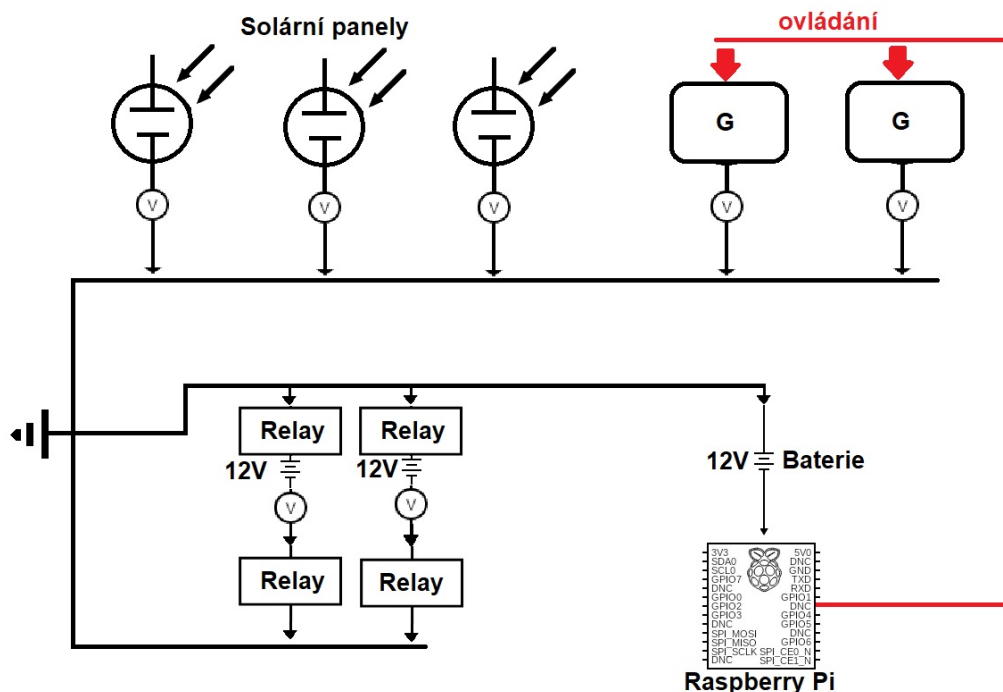 Solární panely
ovládání
G
G
V
V
V
V
V
Relay
Relay
12V
12V
V
V
Relay
Relay
12V
Baterie
3V3
SDA0
SCL0
GPIO7
DNC
GPIO0
GPIO2
GPIO3
DNC
SPI_MOSI
SPI_MISO
SPI_SCLK
DNC
5V0
DNC
GND
TXD
RXD
GPIO1
DNC
GPIO4
GPIO5
DNC
GPIO6
SPI_CE0_N
SPI_CE1_N
Raspberry Pi